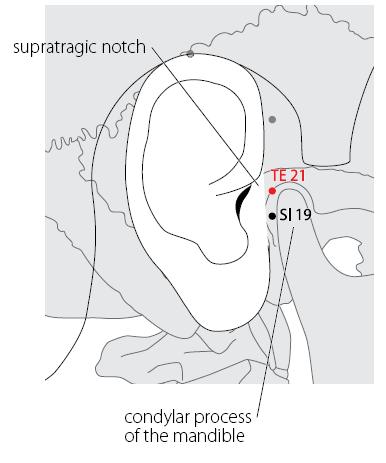 supratragic notch
TE 21
SI 19
condylar process
of the mandible